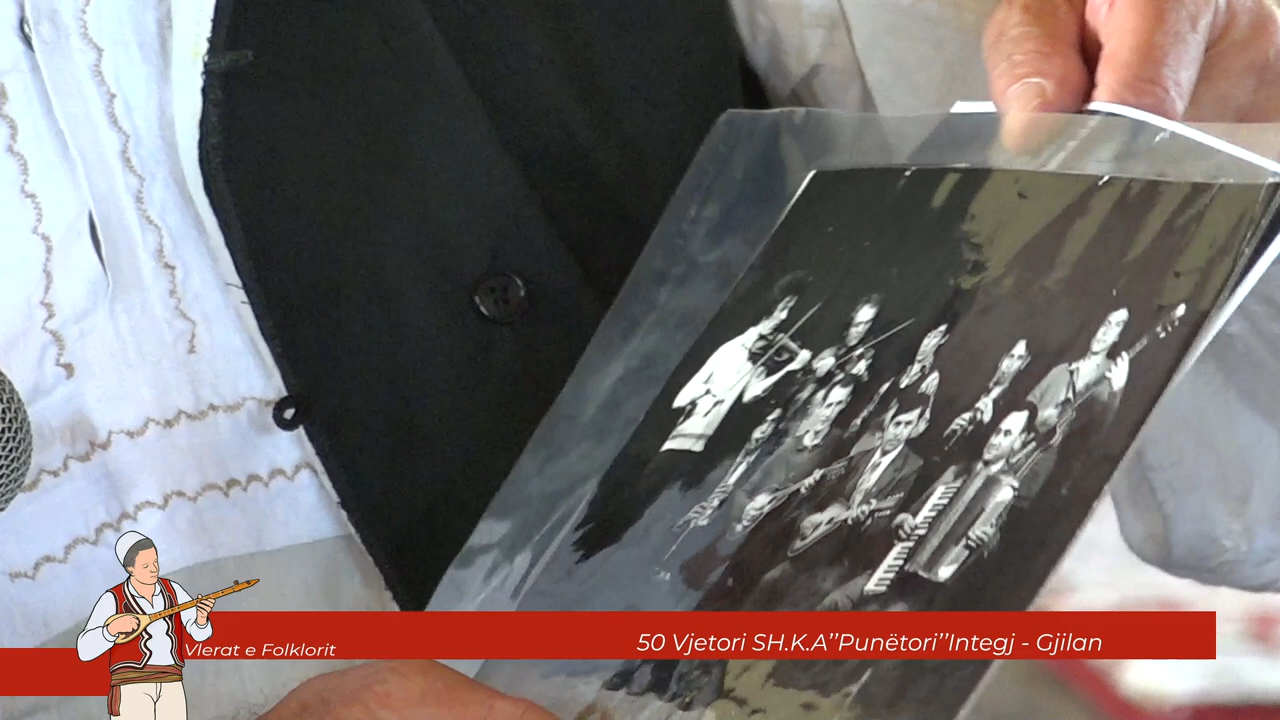 Vlerat e Folklorit
50 Vjetori SH.K.A’’Punëtori’’Integj - Gjilan